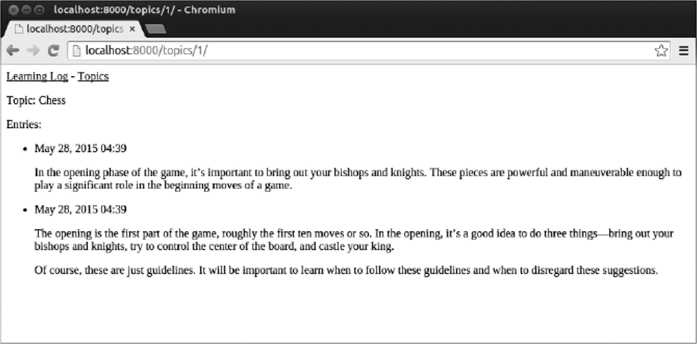 localhost:8000/topics/1/ - Chromium
localhost:8000/topics
localhost:8000/topics/1/
Learning Log - Topics
Topic: Chess
Entries:
• May 28, 2015 04:39
In the opening phase of the game, it’s important to bring out your bishops and knights. These pieces are powerful and maneuverable enough to
play a significant role in the beginning moves of a game.
• May 28, 2015 04:39
The opening is the first part of the game, roughly the first ten moves or so. In the opening, it’s a good idea to do three things—bring out your
bishops and knights, try to control the center of the board, and castle your king.
Of course, these are just guidelines. It will be important to learn when to follow these guidelines and when to disregard these suggestions.